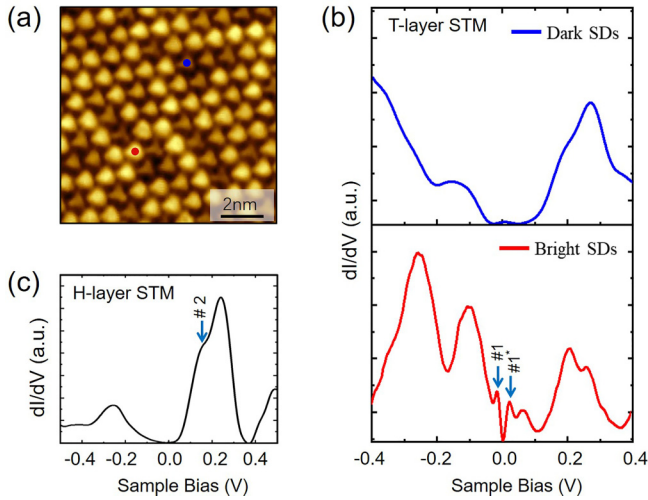 (a)
2nm
(b)
T-layer STM
Dark SDs
Bright SDs
#1
#1*
dI/dV (a.u.)
-0.4
-0.2
0.0
0.2
0.4
Sample Bias (V)
(c)
H-layer STM
# 2
dI/dV (a.u.)
-0.4
-0.2
0.0
0.2
0.4
Sample Bias (V)